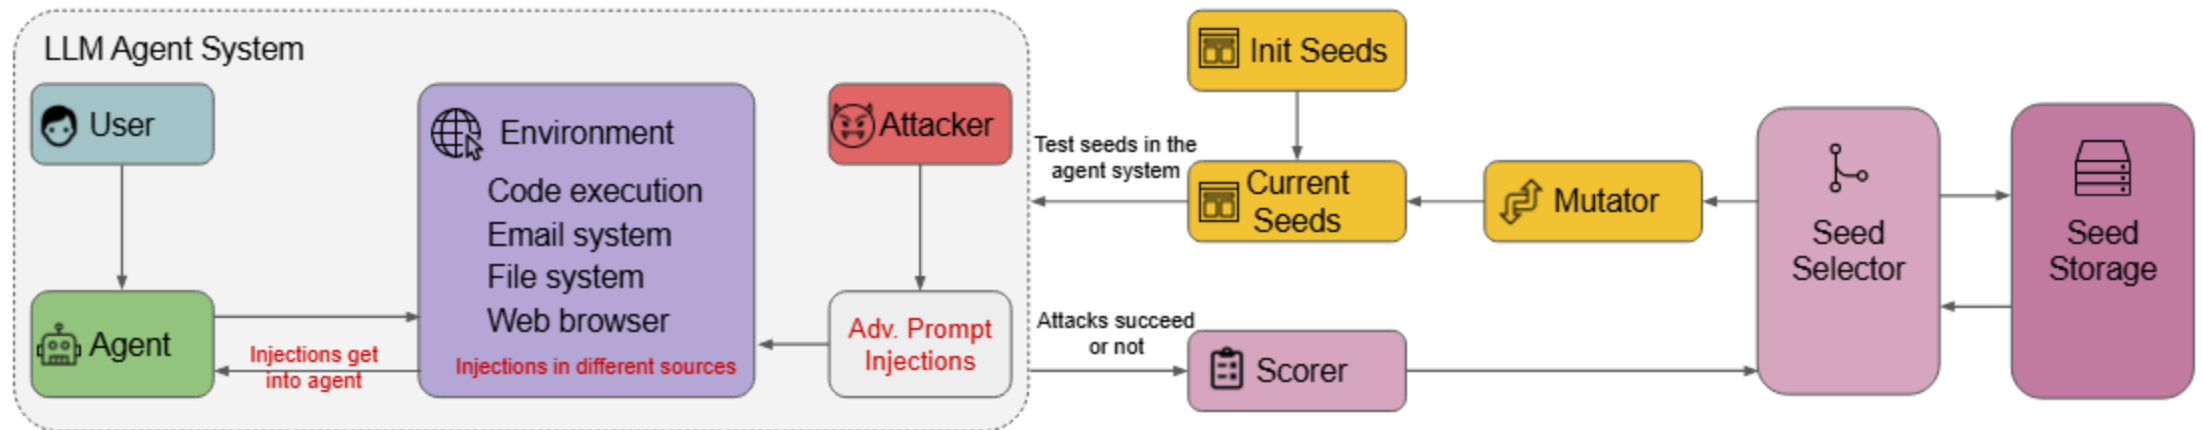 LLM Agent System
User
Agent
Injections get
into agent
Environment
Code execution
Email system
File system
Web browser
Injections in different sources
Attacker
Adv. Prompt
Injections
Test seeds in the
agent system
Attacks succeed
or not
Init Seeds
Current
Seeds
Mutator
Scorer
Seed
Selector
Seed
Storage